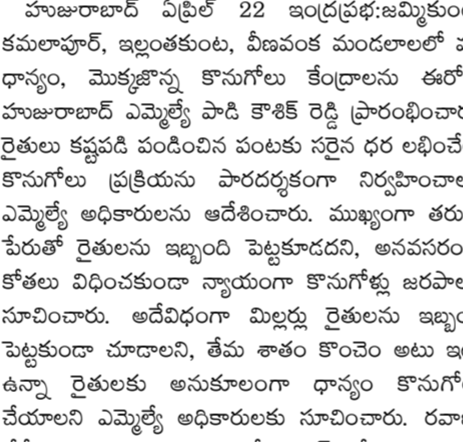 హుజురాబాద్ ఏప్రిల్ 22 ఇంద్రప్రభ:జమ్మికుం
కమలాపూర్, ఇల్లంతకుంట, వీణవంక మండలాలలో
ధాన్యం, మొక్కజొన్న కొనుగోలు కేంద్రాలను ఈరో
హుజురాబాద్ ఎమ్మెల్యే పాడి కౌశిక్ రెడ్డి ప్రారంభించా
రైతులు కష్టపడి పండించిన పంటకు సరైన ధర లభించే
కొనుగోలు ప్రక్రియను పారదర్శకంగా నిర్వహించాల
ఎమ్మెల్యే అధికారులను ఆదేశించారు. ముఖ్యంగా తరు
పేరుతో రైతులను ఇబ్బంది పెట్టకూడదని, అనవసరం
కోతలు విధించకుండా న్యాయంగా కొనుగోళ్లు జరపాల
సూచించారు. అదేవిధంగా మిల్లర్లు రైతులను ఇబ్బం
పెట్టకుండా చూడాలని, తేమ శాతం కొంచెం అటు ఇ
ఉన్నా రైతులకు అనుకూలంగా ధాన్యం కొనుగో
చేయాలని ఎమ్మెల్యే అధికారులకు సూచించారు. రవా